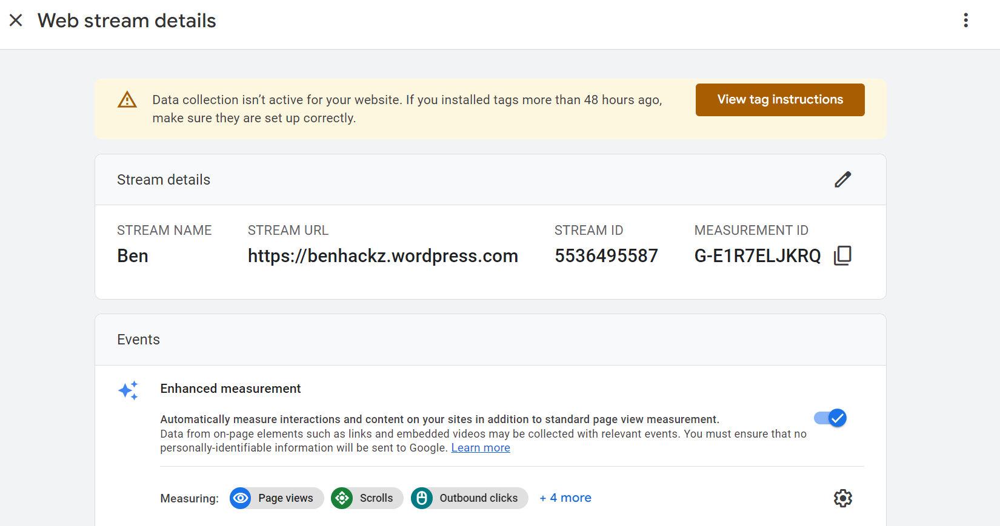 Web stream details
Data collection isn’t active for your website. If you installed tags more than 48 hours ago,
make sure they are set up correctly.
View tag instructions
Stream details
STREAM NAME
Ben
STREAM URL
https://benhackz.wordpress.com
STREAM ID
5536495587
MEASUREMENT ID
G-E1R7ELJKRQ
Events
Enhanced measurement
Automatically measure interactions and content on your sites in addition to standard page view measurement.
Data from on-page elements such as links and embedded videos may be collected with relevant events. You must ensure that no
personally-identifiable information will be sent to Google. Learn more
Measuring: Page views Scrolls Outbound clicks + 4 more